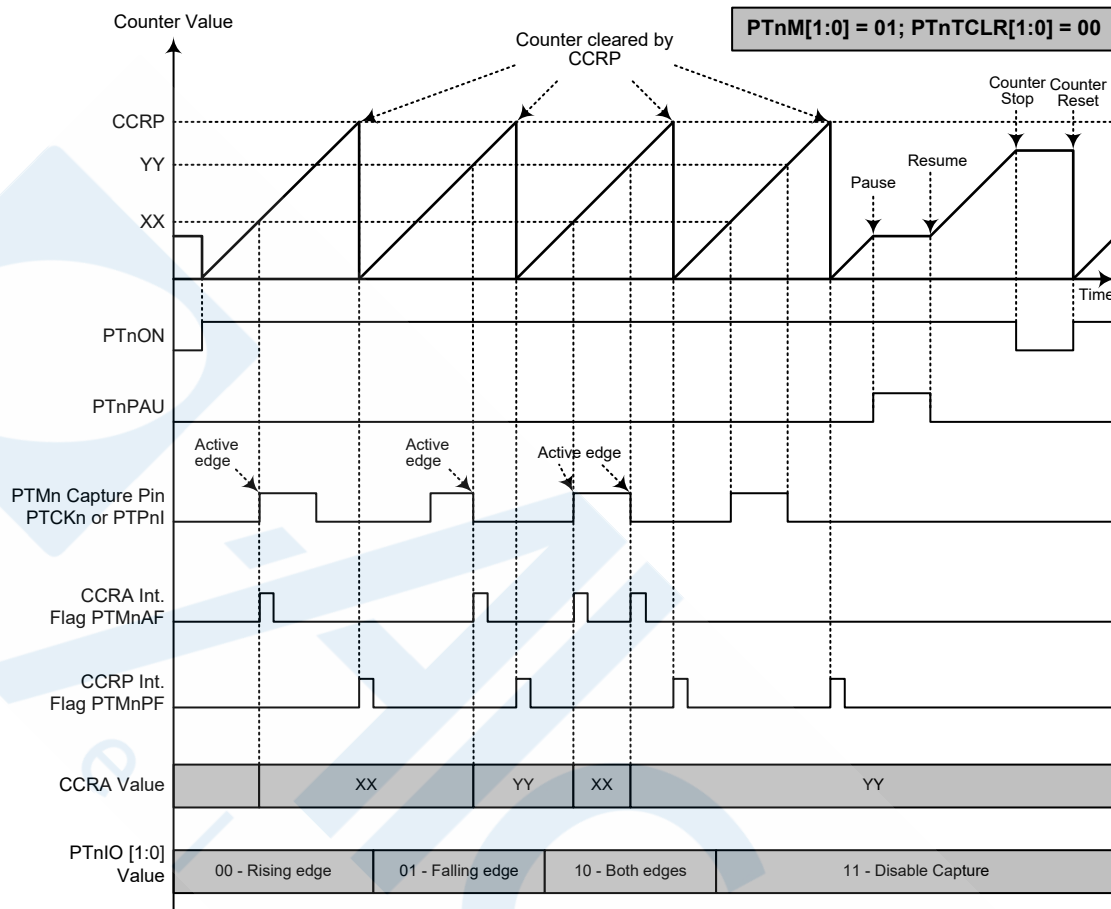 Counter Value
PTnM[1:0] = 01; PTnTCLR[1:0] = 00
Counter cleared by
CCRP
Counter
Stop
Counter
Reset
CCRP
YY
Resume
Pause
XX
Time
PTnON
PTnPAU
Active
edge
Active
edge
Active edge
PTMn Capture Pin
PTCKn or PTPnI
CCRA Int.
Flag PTMnAF
CCRP Int.
Flag PTMnPF
CCRA Value
XX
YY
XX
YY
PTnIO [1:0]
Value
00 - Rising edge
01 - Falling edge
10 - Both edges
11 - Disable Capture